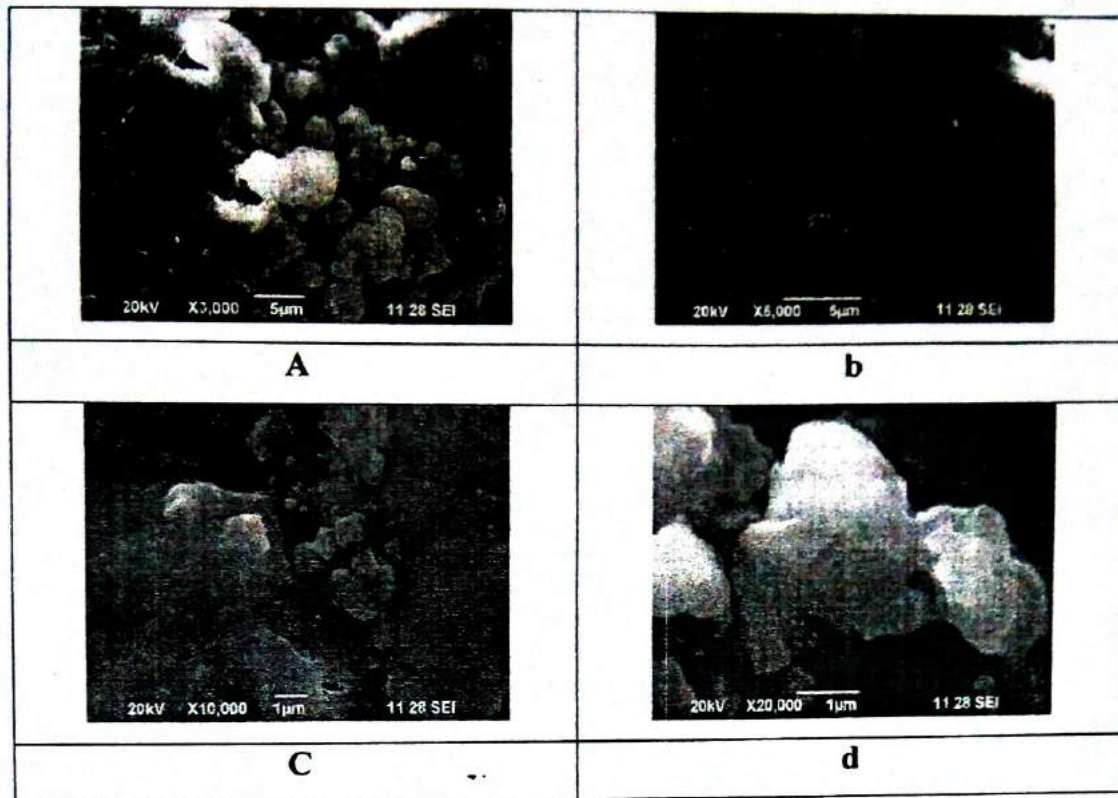 20kV X3,000 5µm 11 28 SEI
20kV X6,000 5µm 11 28 SEI
A
b
20kV X10,000 1µm 11 28 SEI
20kV X20,000 1µm 11 28 SEI
C
d